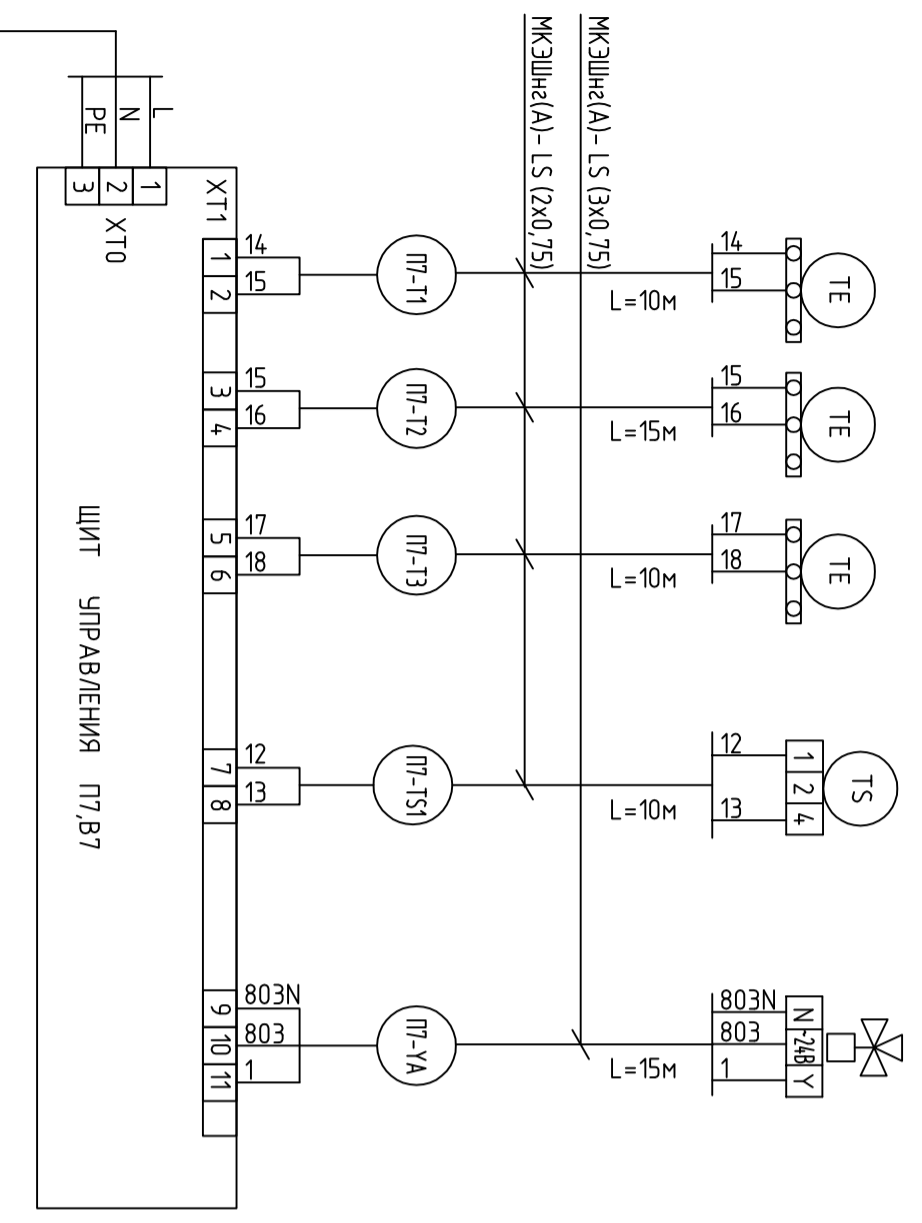 МКЭШнг(А)- LS (3х0,75)
МКЭШнг(А)- LS (2х0,75)
L
N
PE
1
2
3
XT0
XT1
1
2
3
4
5
6
7
8
9
10
11
14
15
15
16
17
18
12
13
803N
803
1
П7-Т1
П7-Т2
П7-Т3
П7-TS1
П7-YA
L=10м
L=15м
L=10м
L=10м
L=15м
14
15
15
16
17
18
12
13
803N
803
1
TE
TE
TE
1
2
4
TS
N
~24В
Y
ЩИТ УПРАВЛЕНИЯ П7,В7